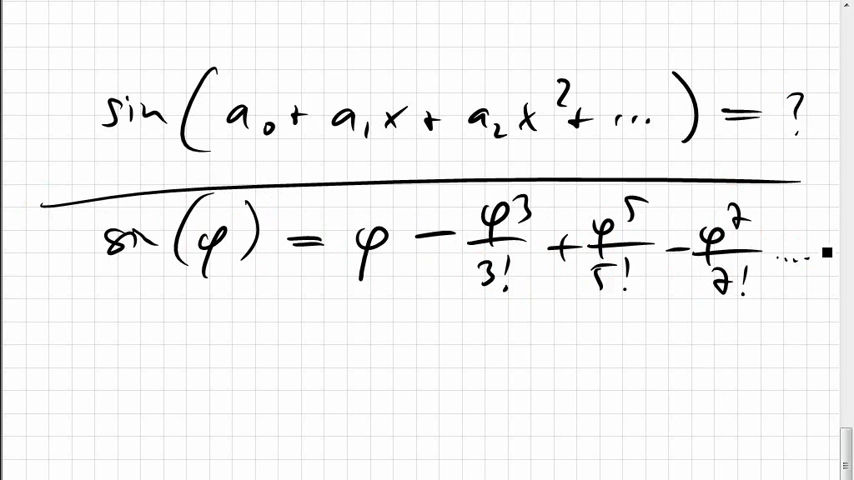 sin(a₀ + a₁x + a₂x² + ...) = ?
sin(φ) = φ - φ³/3! + φ⁵/5! - φ⁷/7! ....